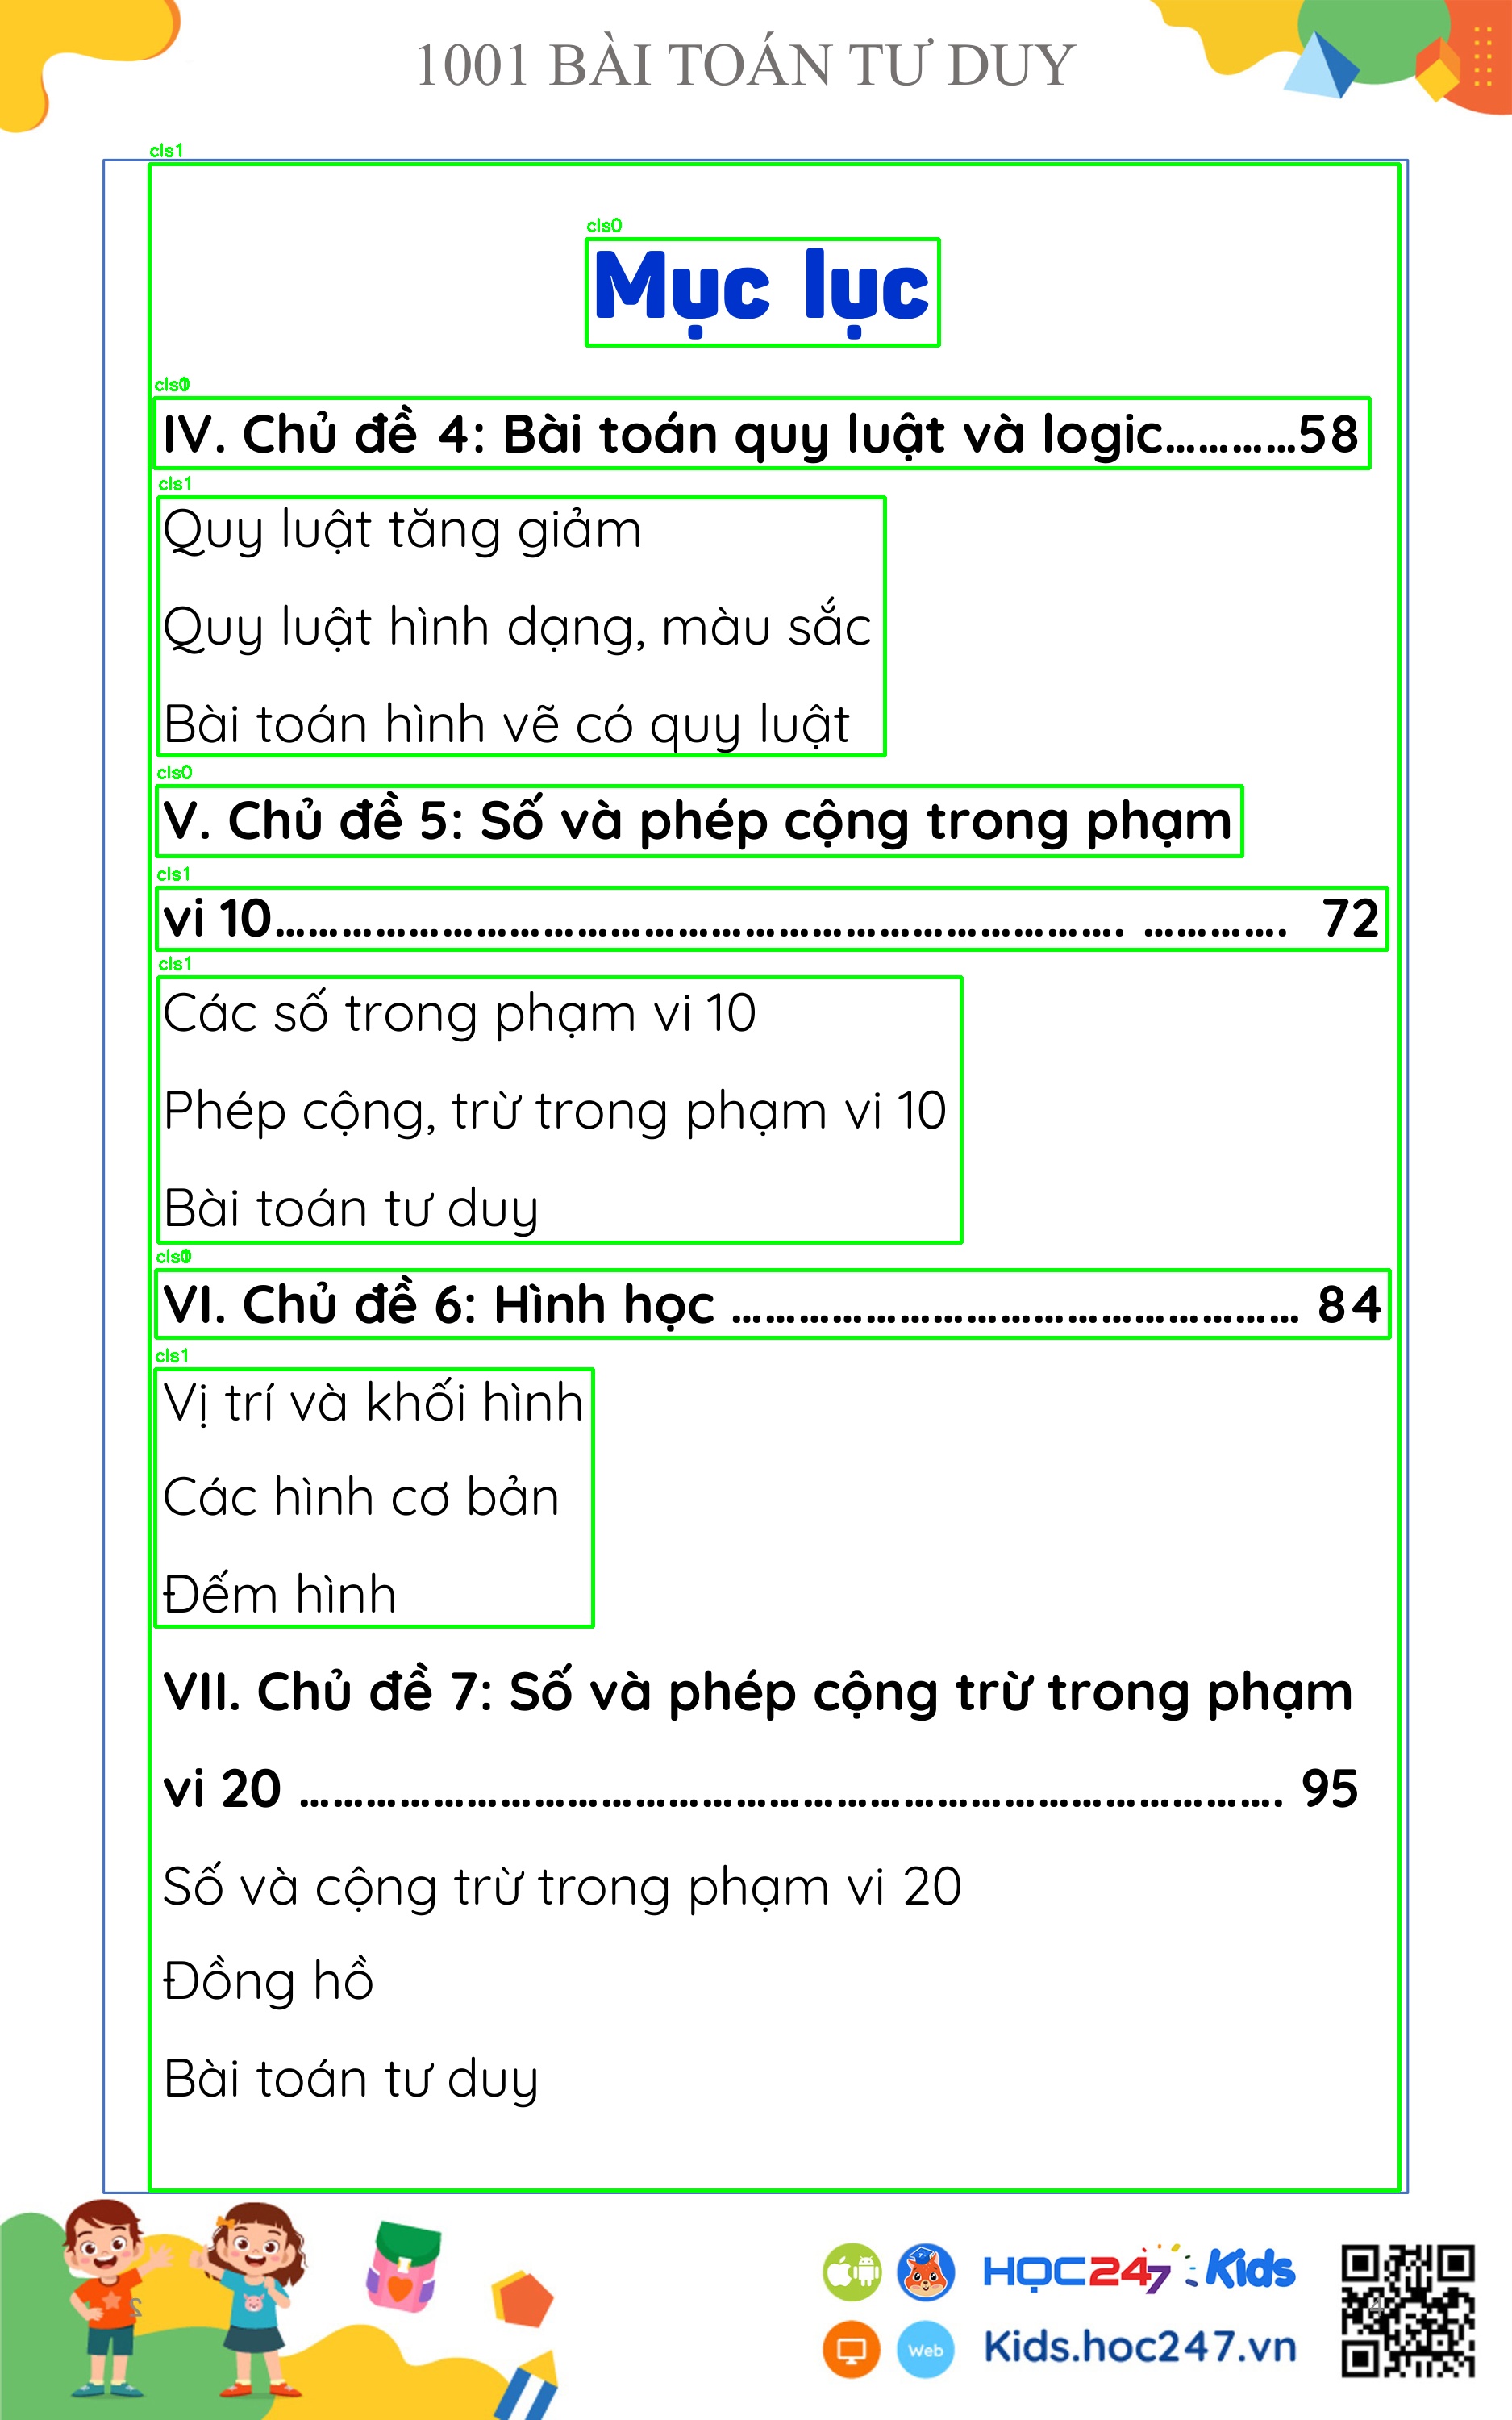 1001 BÀI TOÁN TƯ DUY
cls1
cls0
Mục lục
IV. Chủ đề 4: Bài toán quy luật và logic............58
cls1
Quy luật tăng giảm
Quy luật hình dạng, màu sắc
Bài toán hình vẽ có quy luật
cls0
V. Chủ đề 5: Số và phép cộng trong phạm
cls1
vi 10........................................................................... ............. 72
cls1
Các số trong phạm vi 10
Phép cộng, trừ trong phạm vi 10
Bài toán tư duy
VI. Chủ đề 6: Hình học ................................................... 84
cls1
Vị trí và khối hình
Các hình cơ bản
Đếm hình
VII. Chủ đề 7: Số và phép cộng trừ trong phạm
vi 20 ........................................................................................ 95
Số và cộng trừ trong phạm vi 20
Đồng hồ
Bài toán tư duy
HỌC247 Kids
Web
Kids.hoc247.vn
2
4